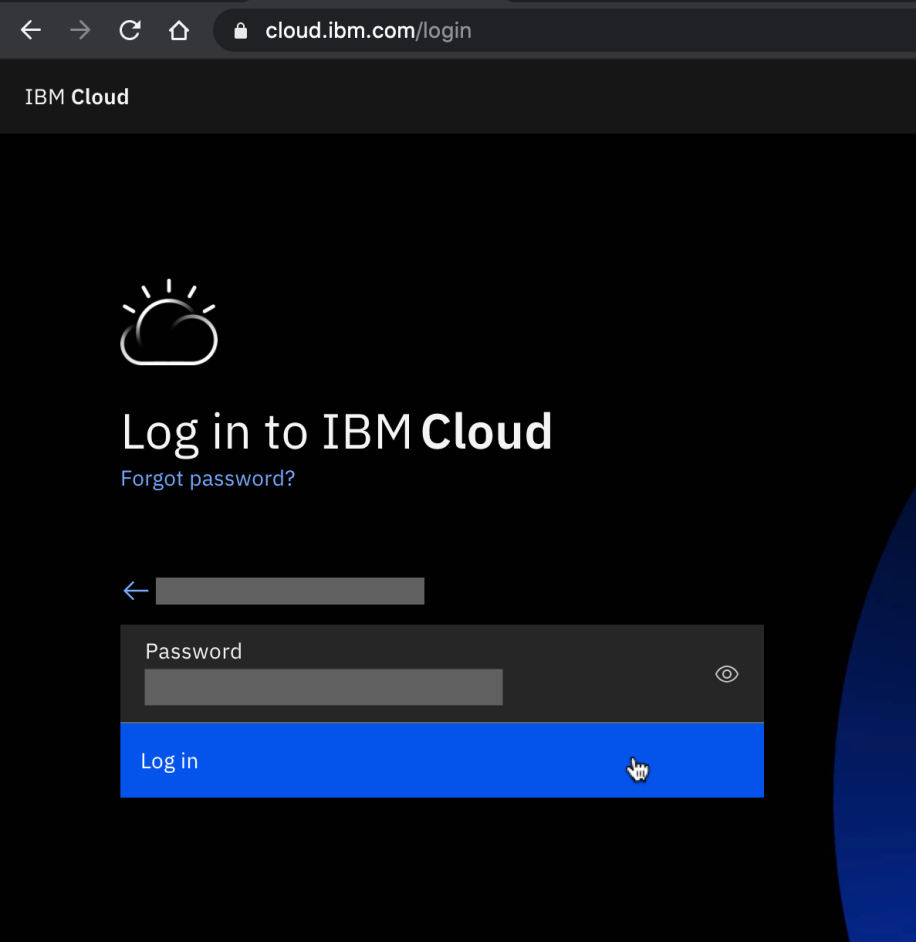 cloud.ibm.com/login
IBM Cloud
Log in to IBM Cloud
Forgot password?
Password
Log in